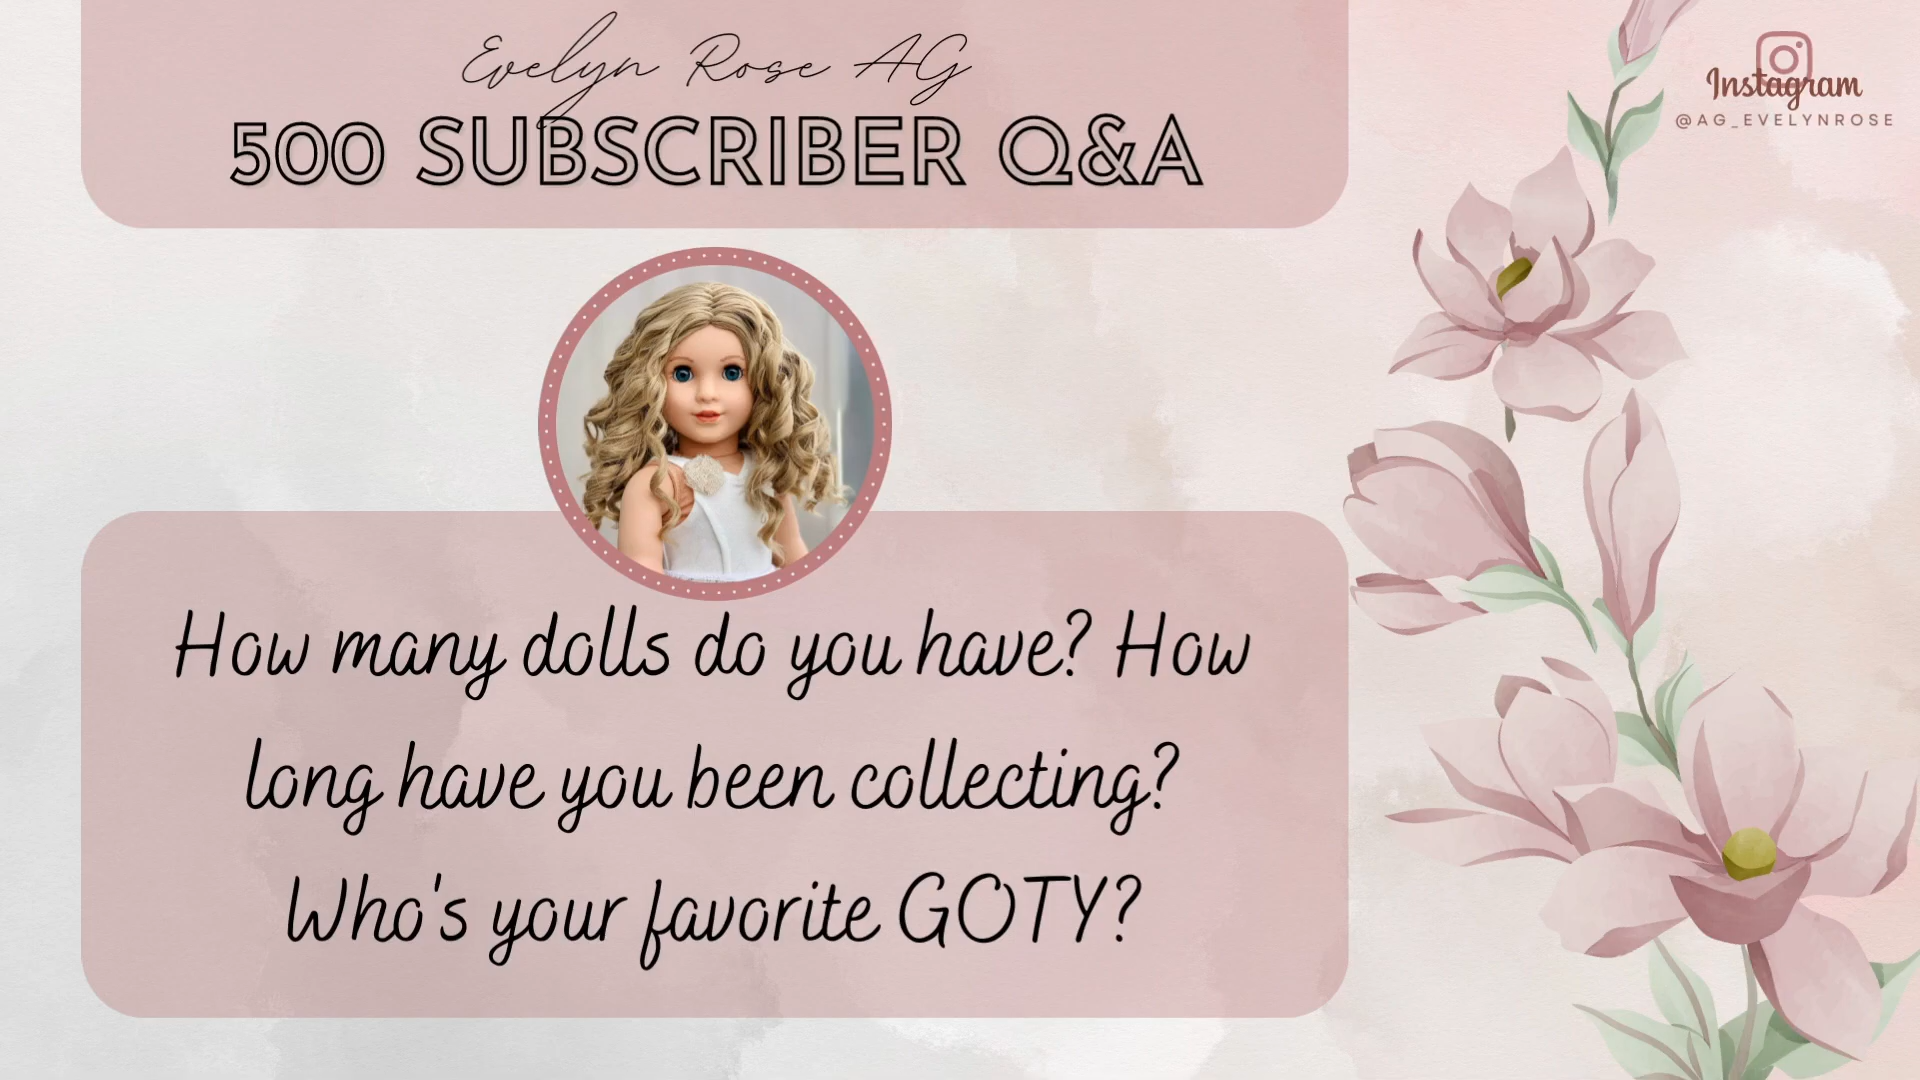 Evelyn Rose AG
500 SUBSCRIBER Q&A
Instagram
@AG_EVELYNROSE
How many dolls do you have? How
long have you been collecting?
Who's your favorite GOTY?